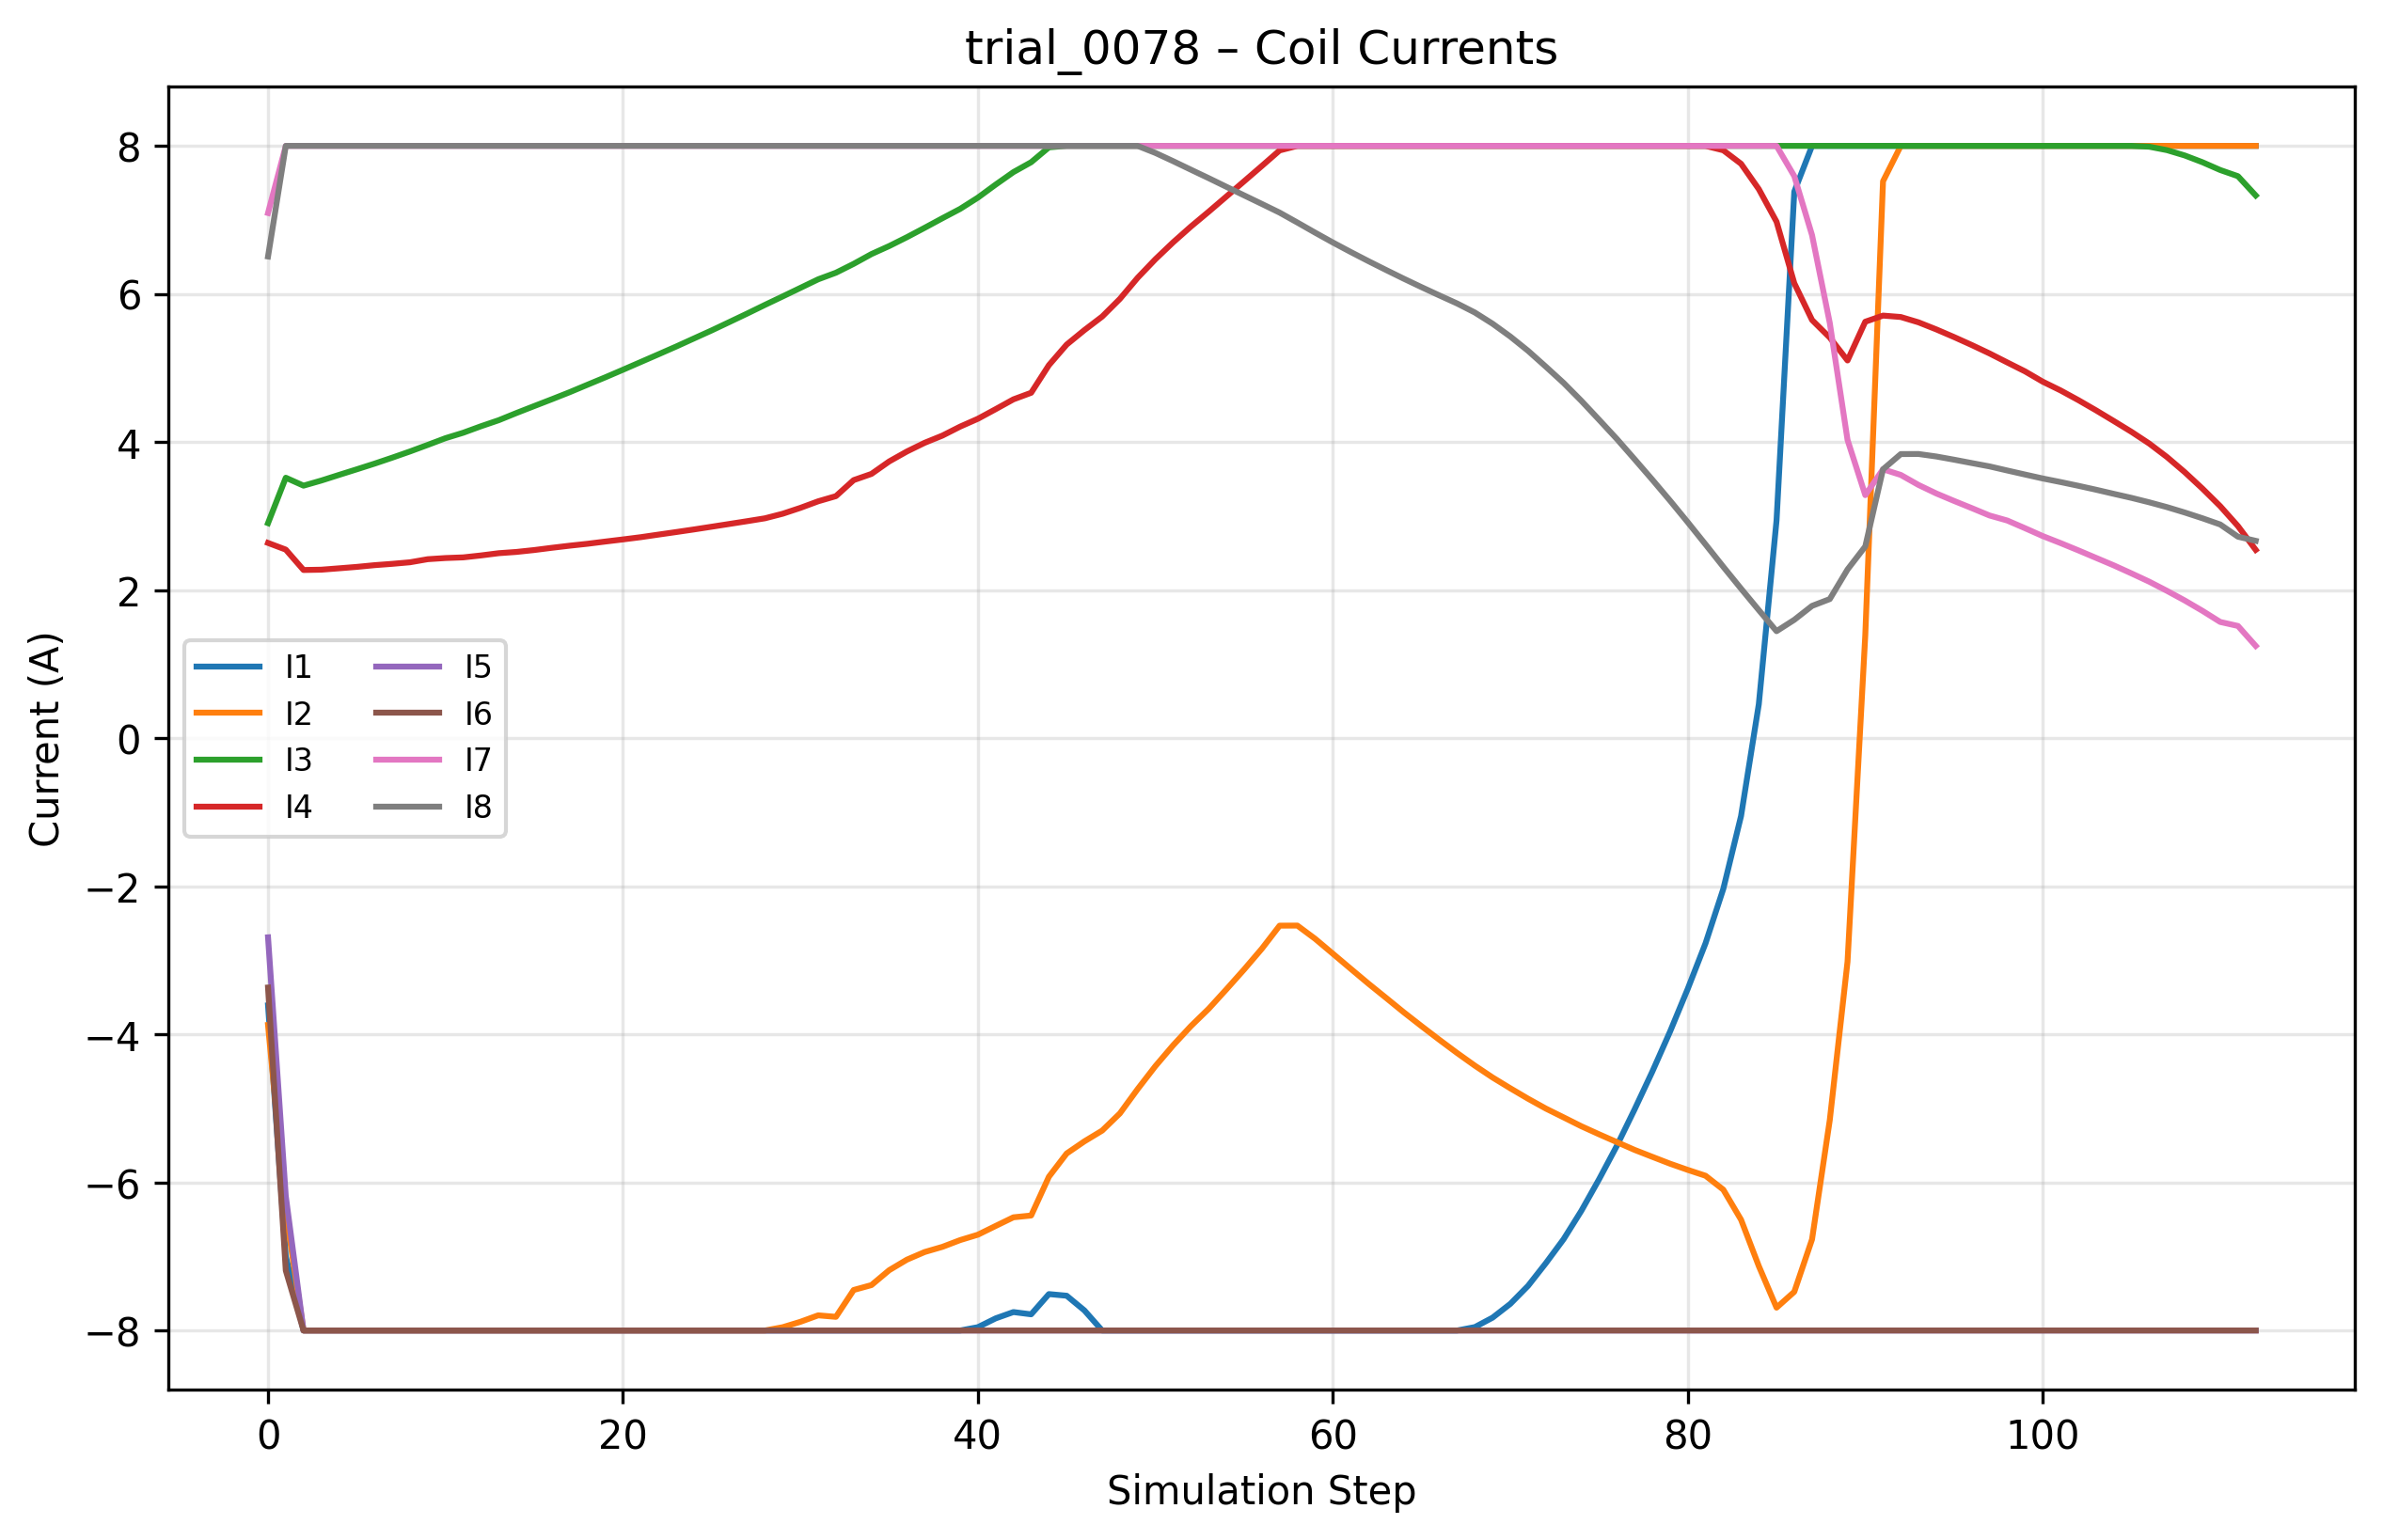 trial_0078 – Coil Currents
Current (A)
8
6
4
2
0
−2
−4
−6
−8
I1
I2
I3
I4
I5
I6
I7
I8
0 20 40 60 80 100
Simulation Step